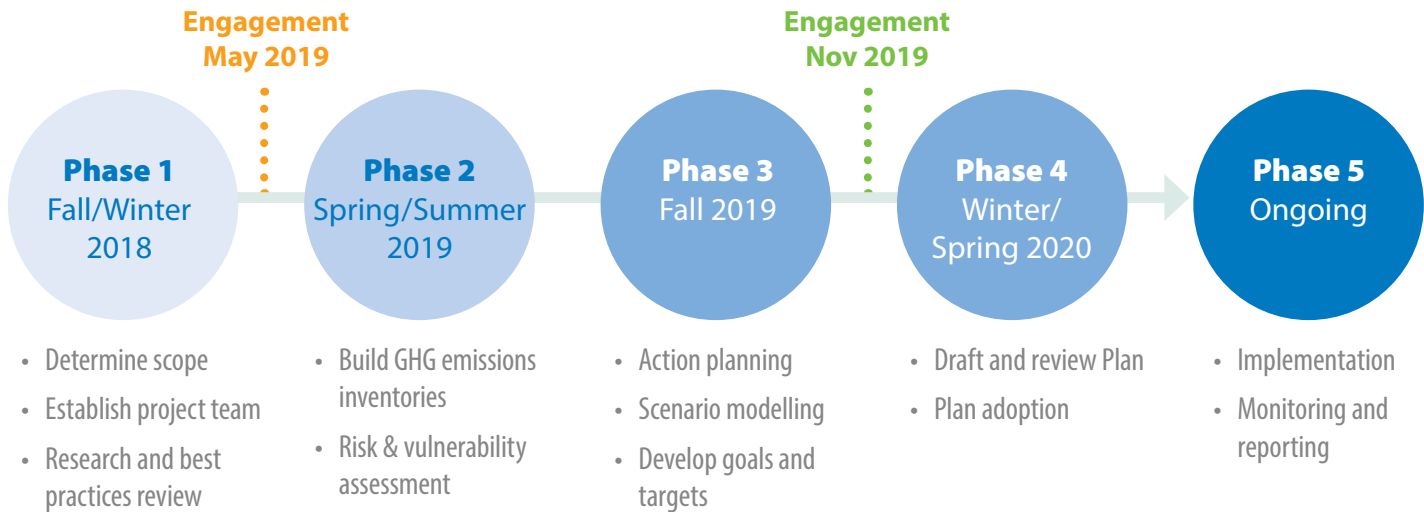 Engagement
May 2019
Engagement
Nov 2019
Phase 1
Fall/Winter
2018
Phase 2
Spring/Summer
2019
Phase 3
Fall 2019
Phase 4
Winter/
Spring 2020
Phase 5
Ongoing
• Determine scope
• Establish project team
• Research and best
practices review
• Build GHG emissions
inventories
• Risk & vulnerability
assessment
• Action planning
• Scenario modelling
• Develop goals and
targets
• Draft and review Plan
• Plan adoption
• Implementation
• Monitoring and
reporting